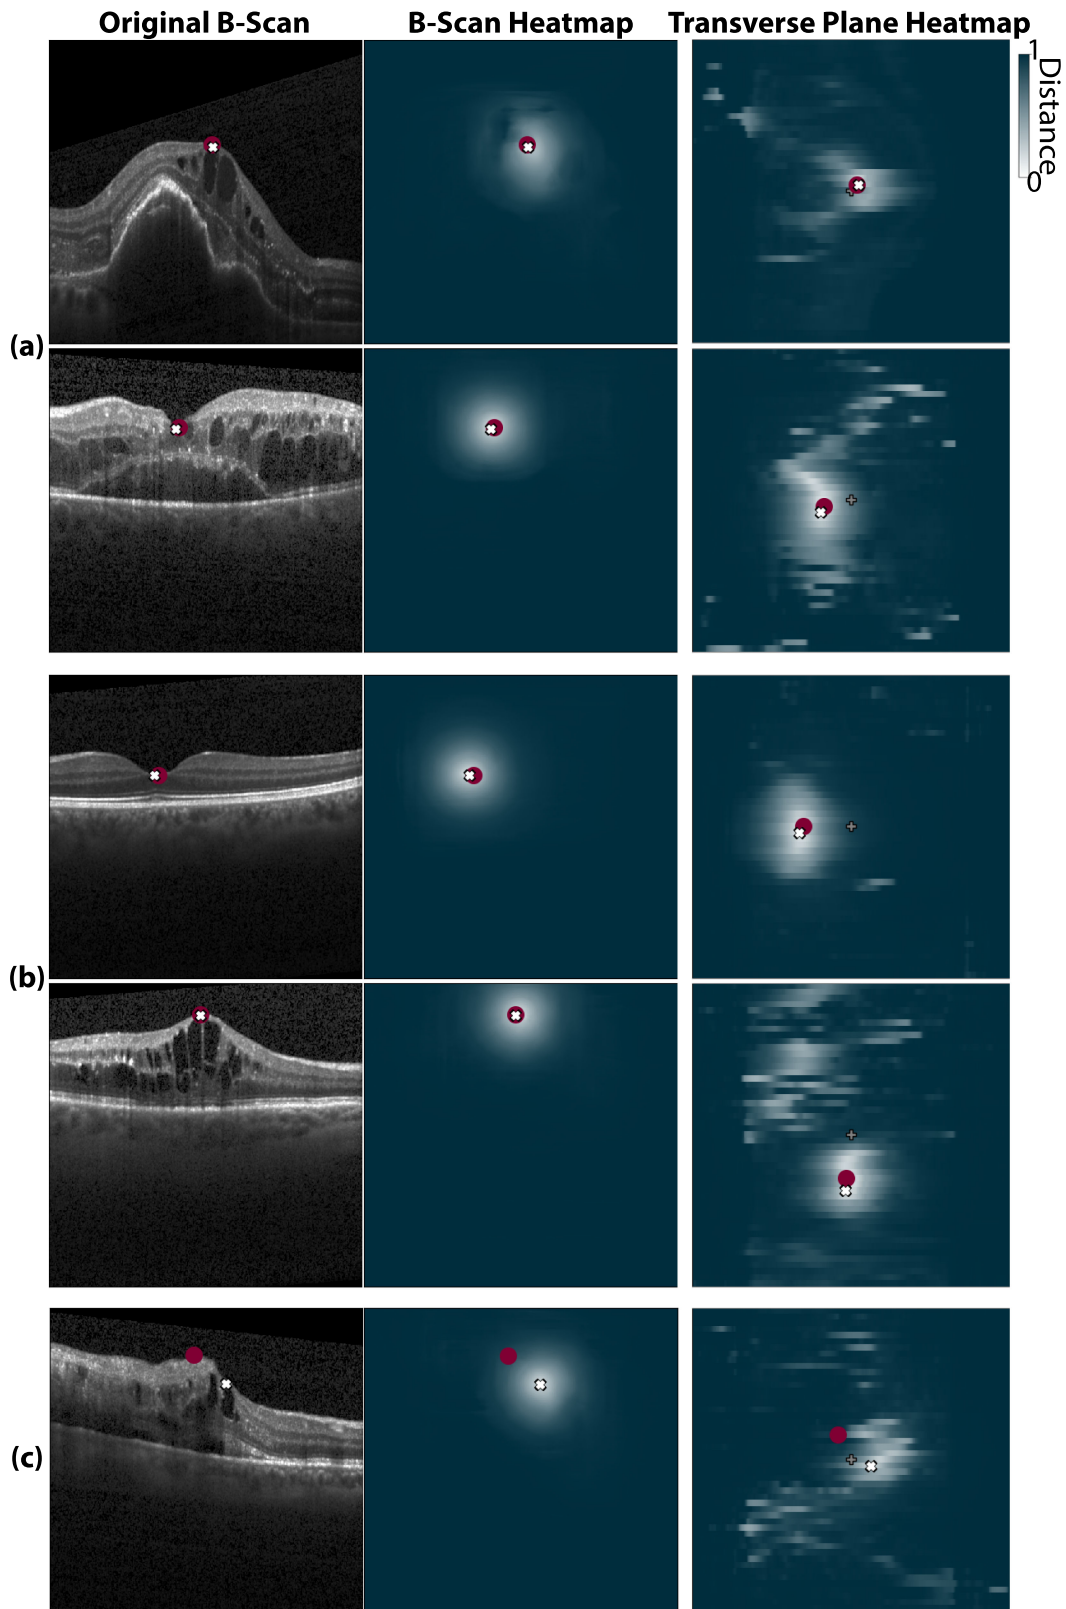 Original B-Scan
B-Scan Heatmap
Transverse Plane Heatmap
1
Distance
0
(a)
(b)
(c)